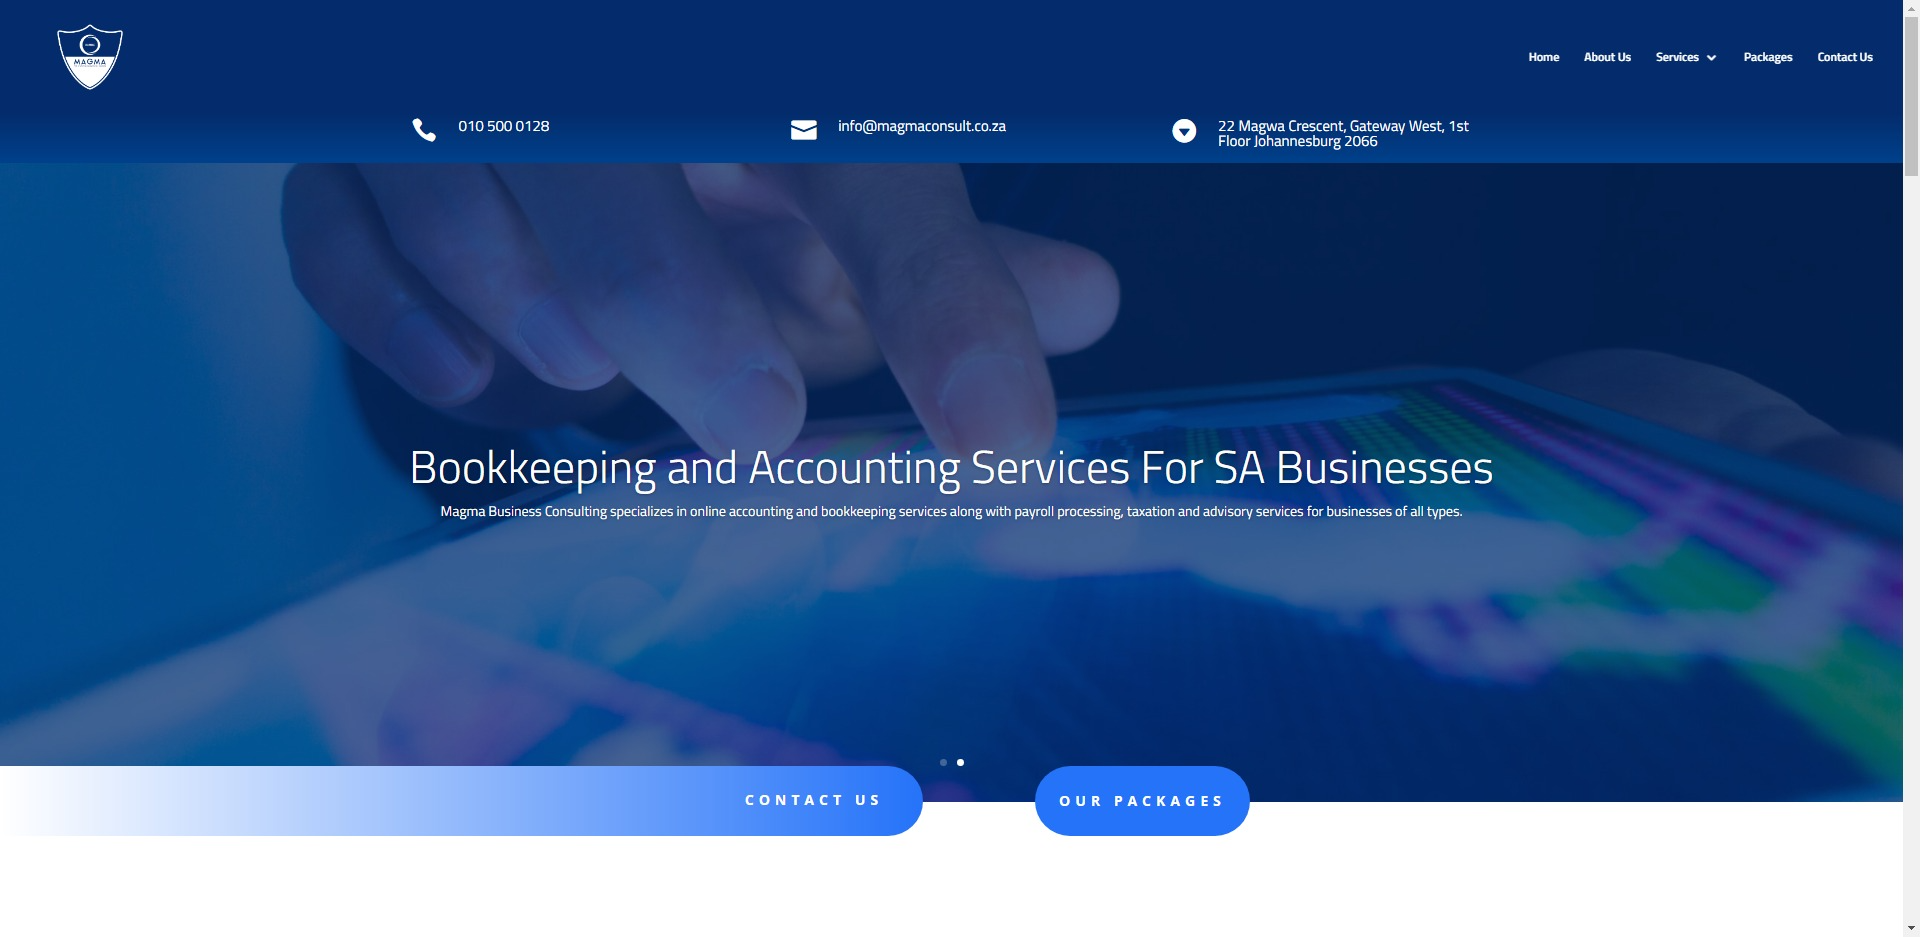 MAGMA
Home
About Us
Services
Packages
Contact Us
010 500 0128
info@magmaconsult.co.za
22 Magwa Crescent, Gateway West, 1st
Floor Johannesburg 2066
Bookkeeping and Accounting Services For SA Businesses
Magma Business Consulting specializes in online accounting and bookkeeping services along with payroll processing, taxation and advisory services for businesses of all types.
CONTACT US
OUR PACKAGES